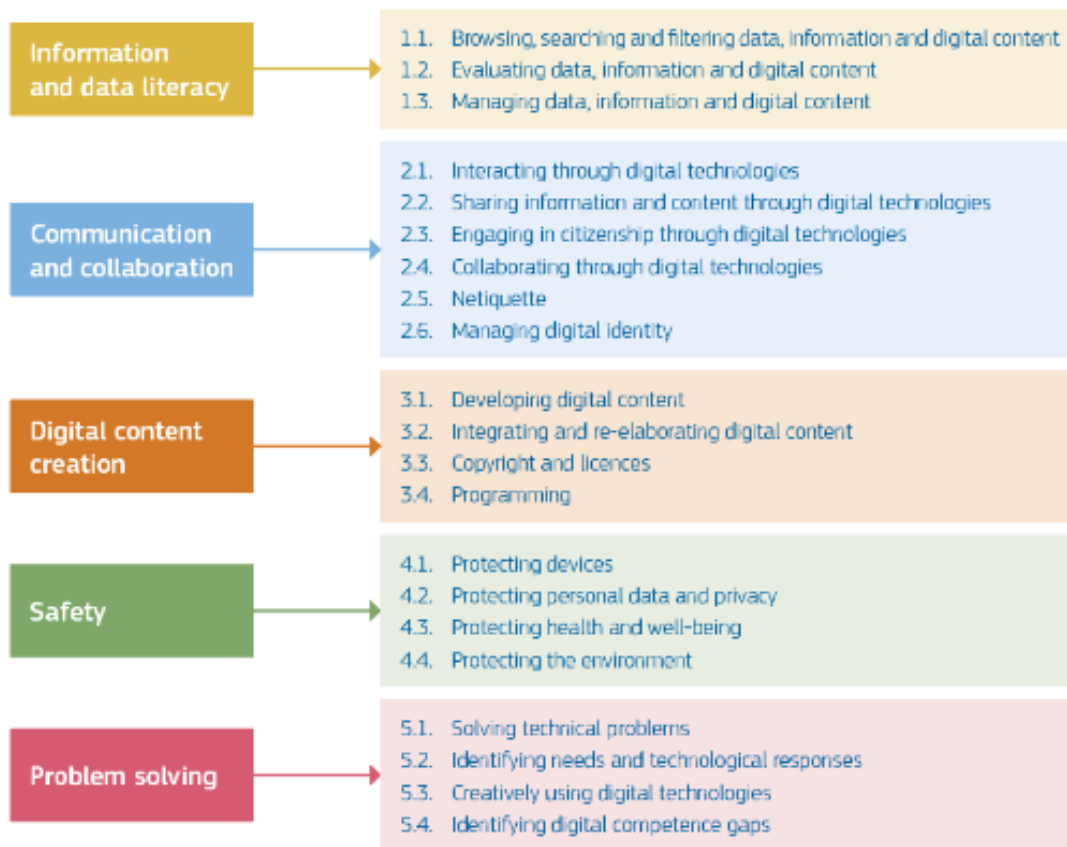 Information
and data literacy
1.1. Browsing, searching and filtering data, information and digital content
1.2. Evaluating data, information and digital content
1.3. Managing data, information and digital content
Communication
and collaboration
2.1. Interacting through digital technologies
2.2. Sharing information and content through digital technologies
2.3. Engaging in citizenship through digital technologies
2.4. Collaborating through digital technologies
2.5. Netiquette
2.6. Managing digital identity
Digital content
creation
3.1. Developing digital content
3.2. Integrating and re-elaborating digital content
3.3. Copyright and licences
3.4. Programming
Safety
4.1. Protecting devices
4.2. Protecting personal data and privacy
4.3. Protecting health and well-being
4.4. Protecting the environment
Problem solving
5.1. Solving technical problems
5.2. Identifying needs and technological responses
5.3. Creatively using digital technologies
5.4. Identifying digital competence gaps